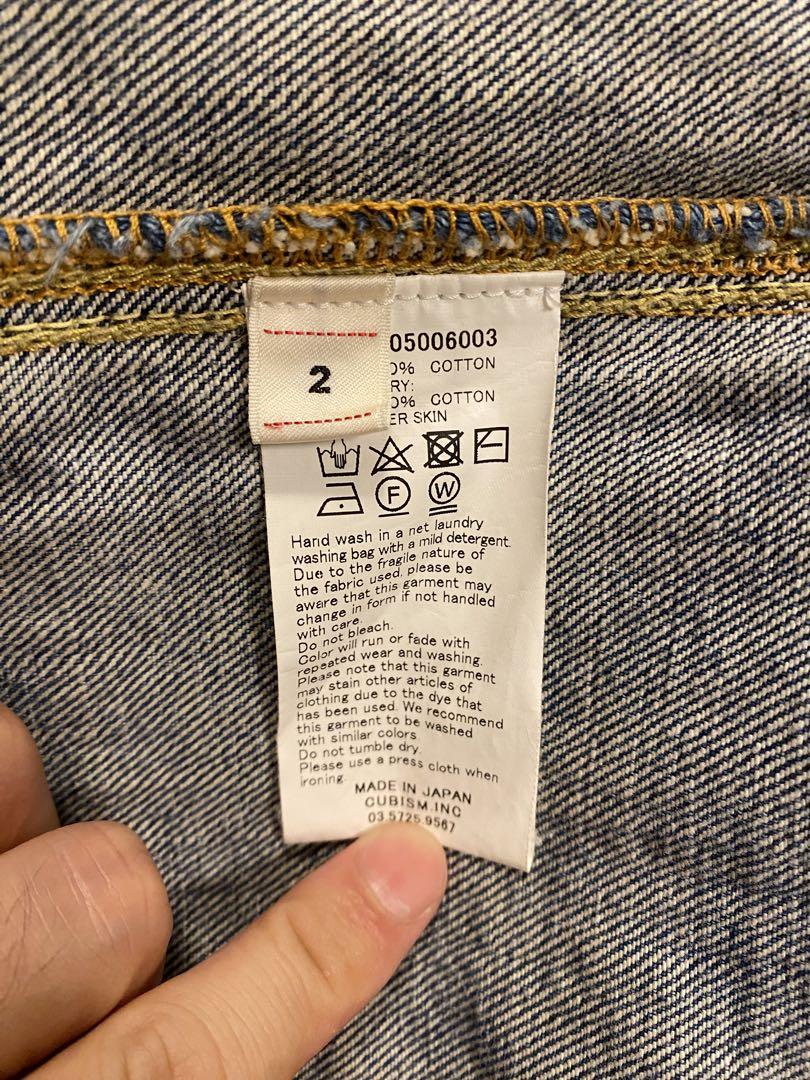 2
05006003
0% COTTON
RY:
0% COTTON
ER SKIN
F W
Hand wash in a net laundry
washing bag with a mild detergent.
Due to the fragile nature of
the fabric used, please be
aware that this garment may
change in form if not handled
with care.
Do not bleach.
Color will run or fade with
repeated wear and washing.
Please note that this garment
may stain other articles of
clothing due to the dye that
has been used. We recommend
this garment to be washed
with similar colors
Do not tumble dry.
Please use a press cloth when
ironing.
MADE IN JAPAN
CUBISM.INC
03.5725.9567